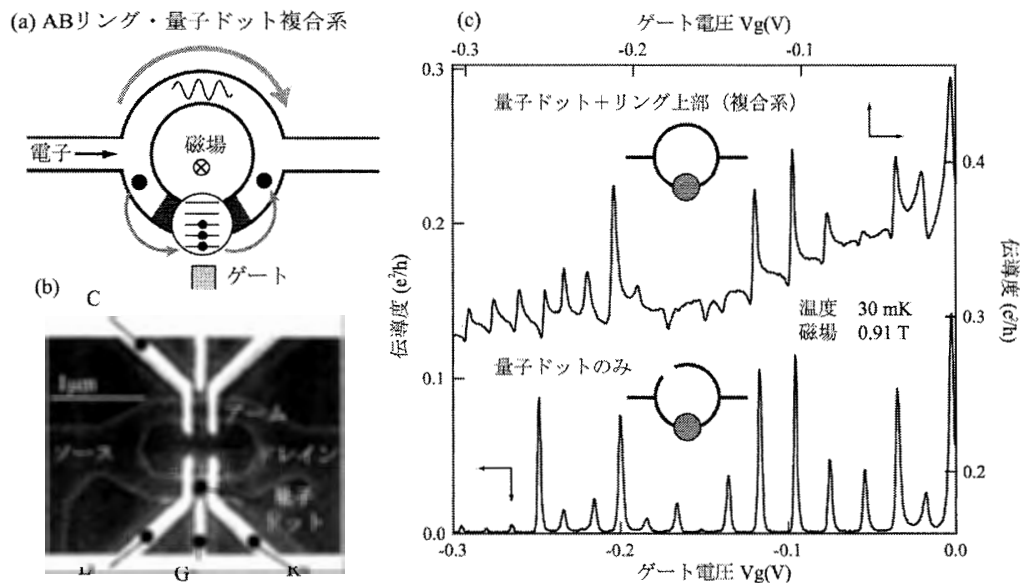 (a) ABリング・量子ドット複合系
電子
磁場
ゲート
(b)
C
1μm
アーム
ソース
ドレイン
量子
ドット
G
(c)
ゲート電圧 Vg(V)
-0.3
-0.2
-0.1
0.3
0.2
0.1
0.0
伝導度 (e²/h)
量子ドット+リング上部(複合系)
温度 30 mK
磁場 0.91 T
量子ドットのみ
0.4
0.3
0.2
伝導度 (e²/h)
-0.3
-0.2
-0.1
0.0
ゲート電圧 Vg(V)